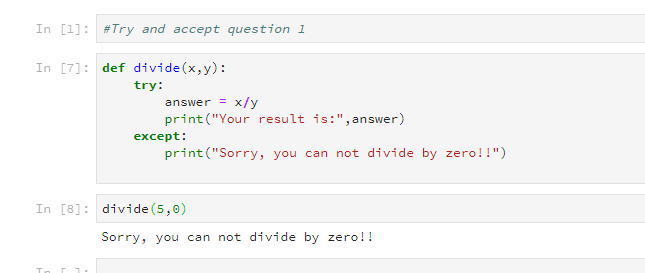 In [1]: #Try and accept question 1
In [7]: def divide(x,y):
    try:
        answer = x/y
        print("Your result is:",answer)
    except:
        print("Sorry, you can not divide by zero!!")
In [8]: divide(5,0)
Sorry, you can not divide by zero!!
In [ ]: